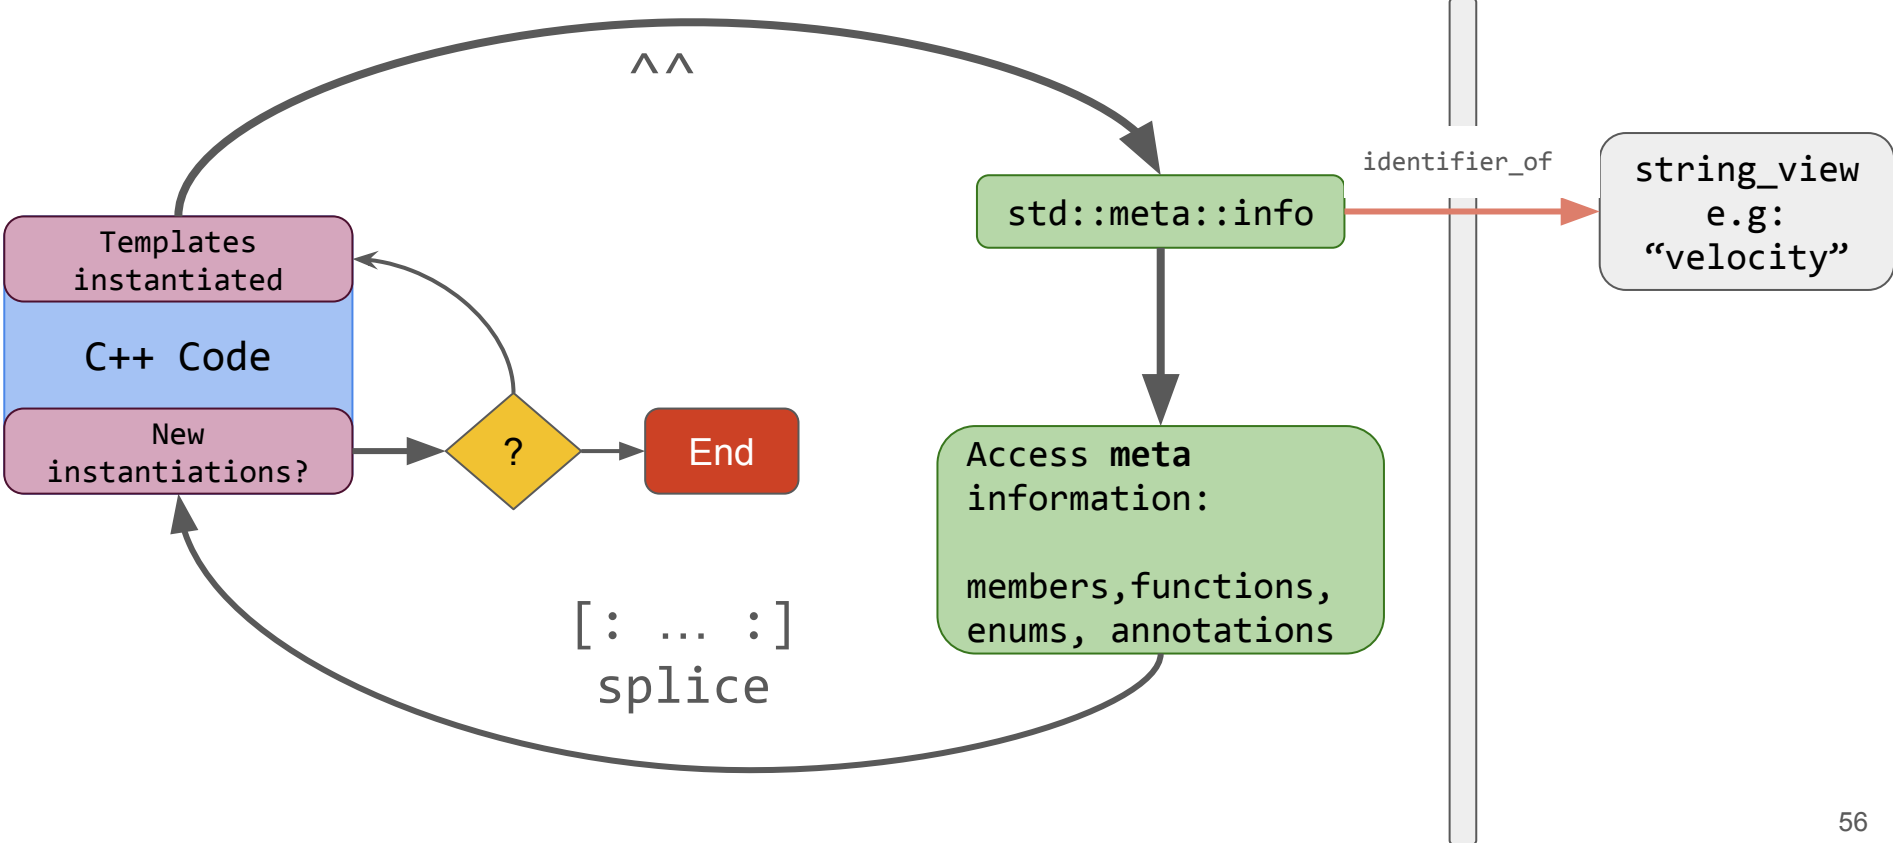 ^^
identifier_of
string_view
e.g:
“velocity”
std::meta::info
Templates
instantiated
C++ Code
New
instantiations?
?
End
Access meta
information:
members,functions,
enums, annotations
[: … :]
splice
56